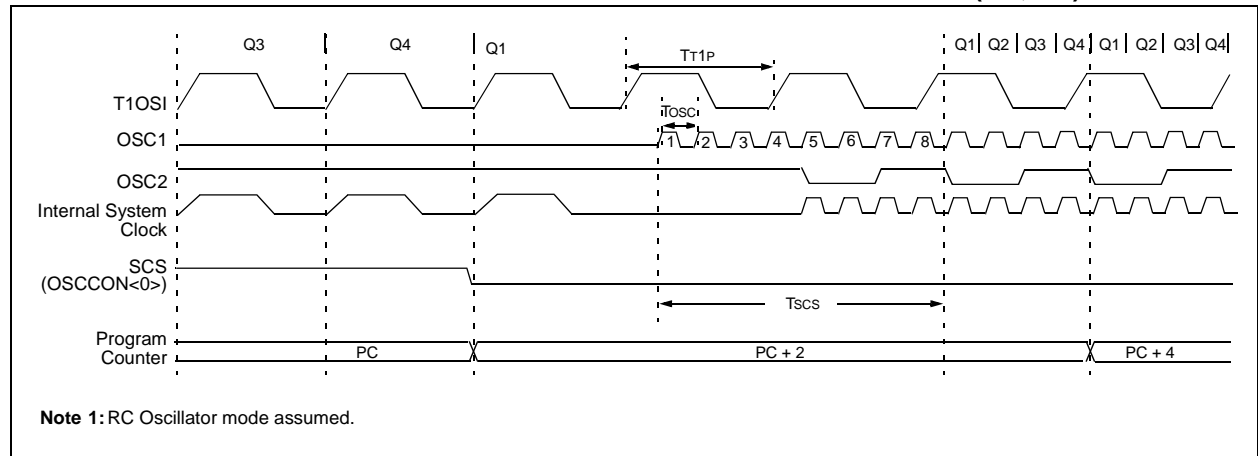 Q3 Q4 Q1 TT1P Q1 Q2 Q3 Q4 Q1 Q2 Q3 Q4
T1OSI
TOSC
OSC1 1 2 3 4 5 6 7 8
OSC2
Internal System
Clock
SCS
(OSCCON<0>)
TSCS
Program
Counter
PC PC + 2 PC + 4
Note 1: RC Oscillator mode assumed.